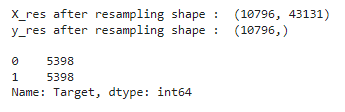 X_res after resampling shape :  (10796, 43131)
y_res after resampling shape :  (10796,)
0    5398
1    5398
Name: Target, dtype: int64